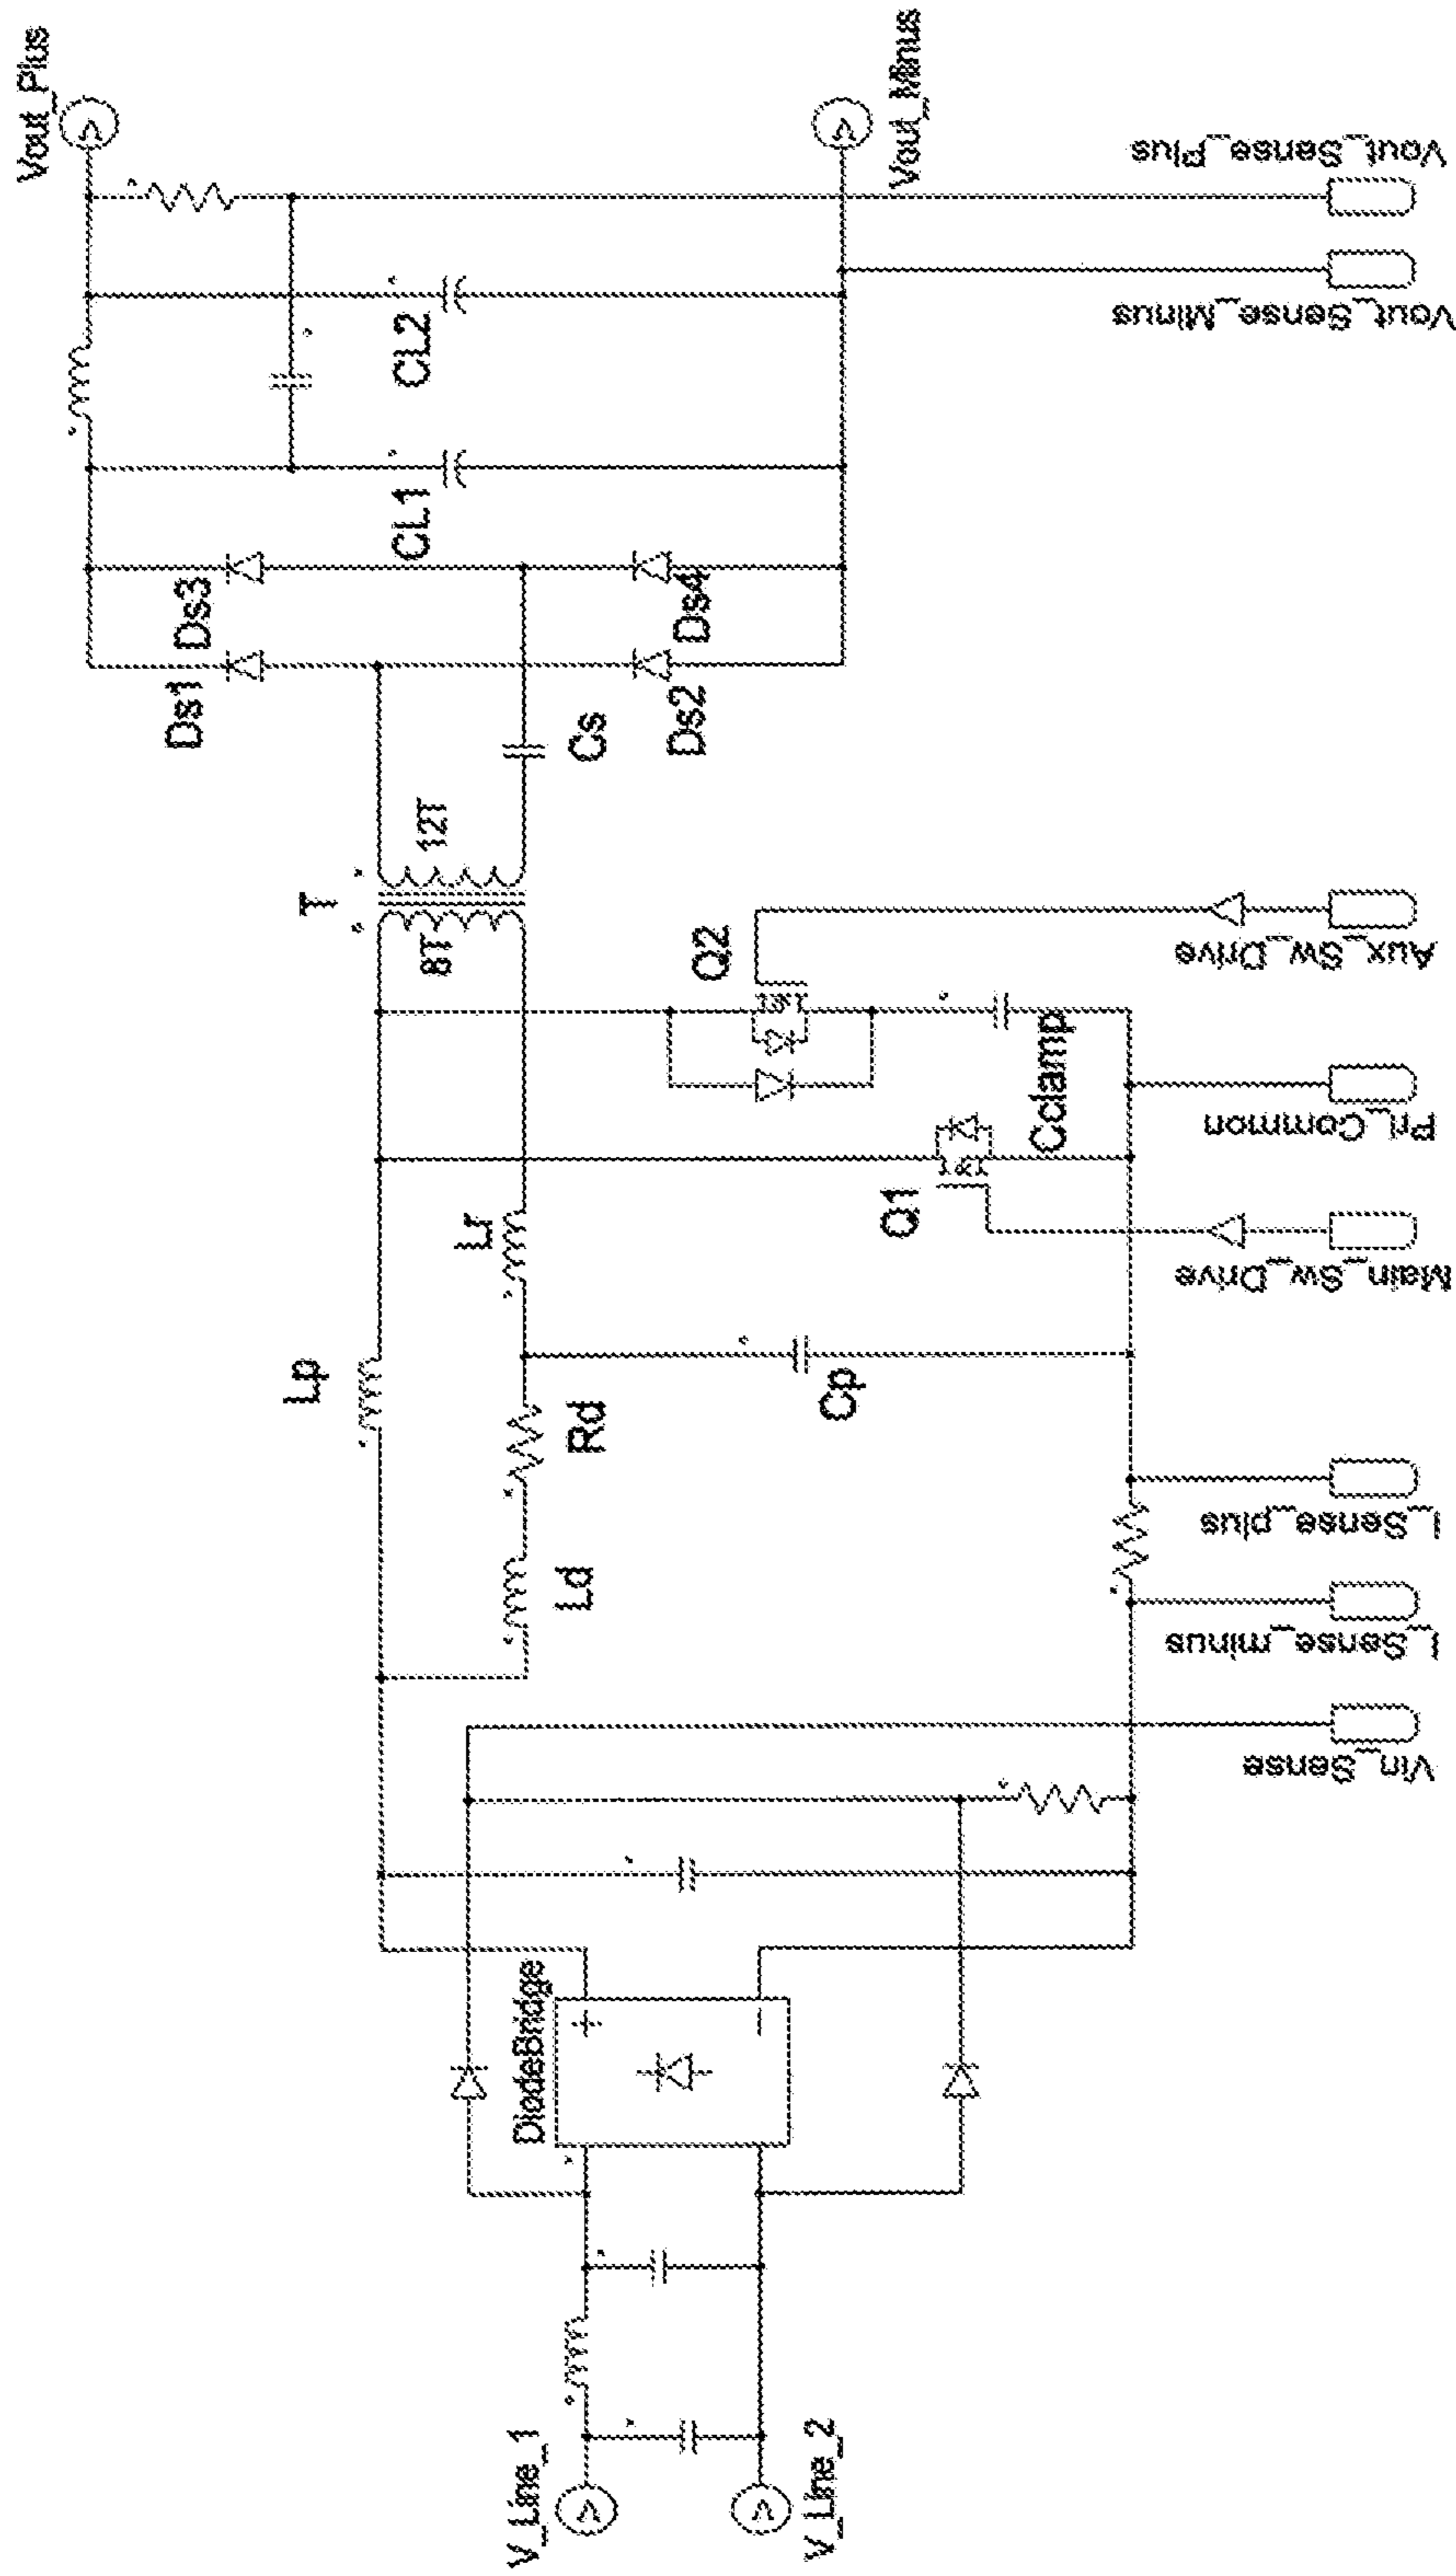 V_Line_1
V_Line_2
DiodeBridge
+
−
Vin_Sense
I_Sense_minus
I_Sense_plus
Ld
Rd
Lp
Cp
Lr
Main_Sw_Drive
Q1
Pri_Common
Cclamp
Q2
Aux_Sw_Drive
T
8T
12T
Cs
Ds1
Ds2
Ds3
Ds4
CL1
CL2
Vout_Sense_Minus
Vout_Sense_Plus
Vout_Plus
Vout_Minus